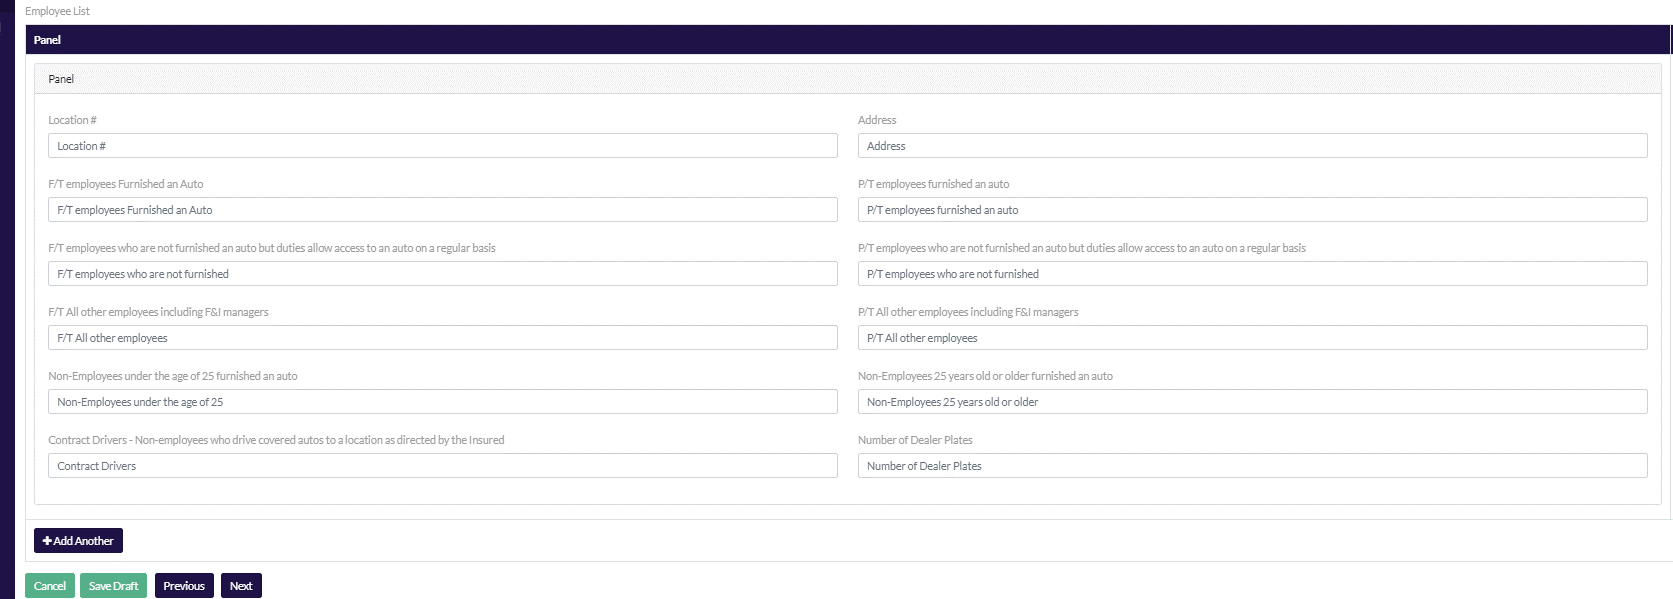 Employee List
Panel
Panel
Location #
Address
Location #
Address
F/T employees Furnished an Auto
P/T employees furnished an auto
F/T employees Furnished an Auto
P/T employees furnished an auto
F/T employees who are not furnished an auto but duties allow access to an auto on a regular basis
P/T employees who are not furnished an auto but duties allow access to an auto on a regular basis
F/T employees who are not furnished
P/T employees who are not furnished
F/T All other employees including F&I managers
P/T All other employees including F&I managers
F/T All other employees
P/T All other employees
Non-Employees under the age of 25 furnished an auto
Non-Employees 25 years old or older furnished an auto
Non-Employees under the age of 25
Non-Employees 25 years old or older
Contract Drivers - Non-employees who drive covered autos to a location as directed by the Insured
Number of Dealer Plates
Contract Drivers
Number of Dealer Plates
+ Add Another
Cancel Save Draft Previous Next